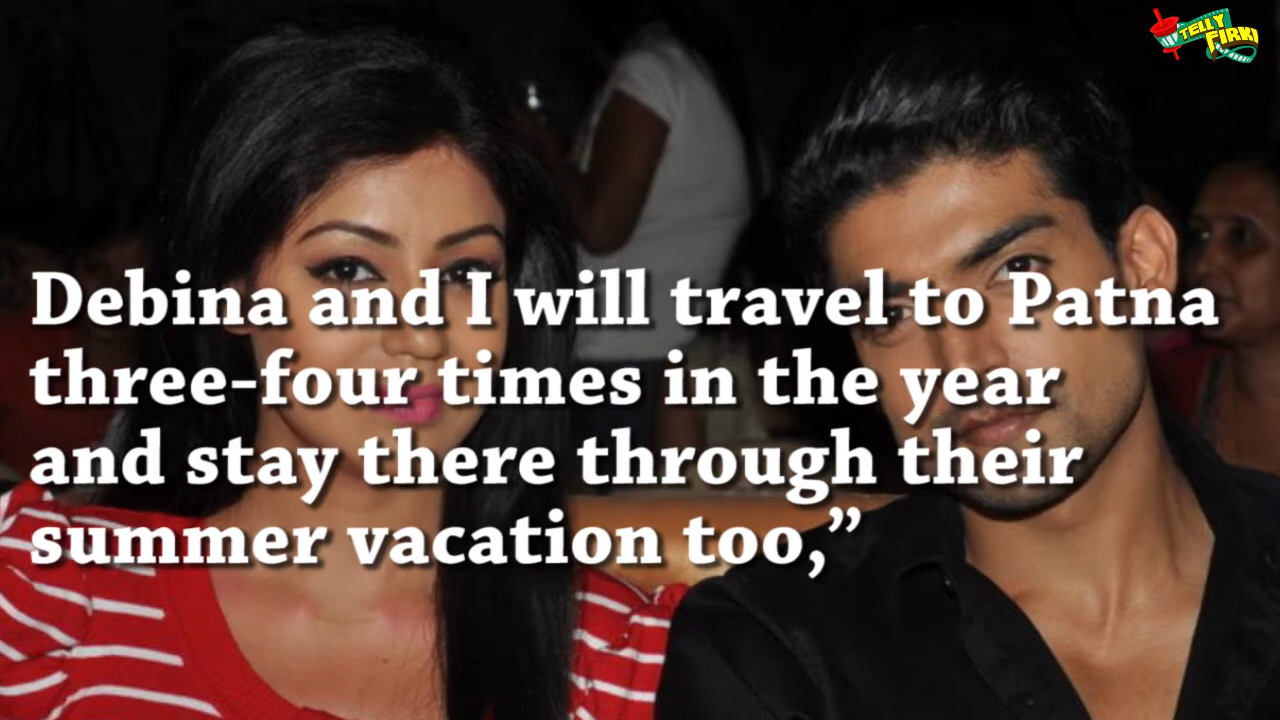 TELLY
FIRKI
Debina and I will travel to Patna
three-four times in the year
and stay there through their
summer vacation too,”